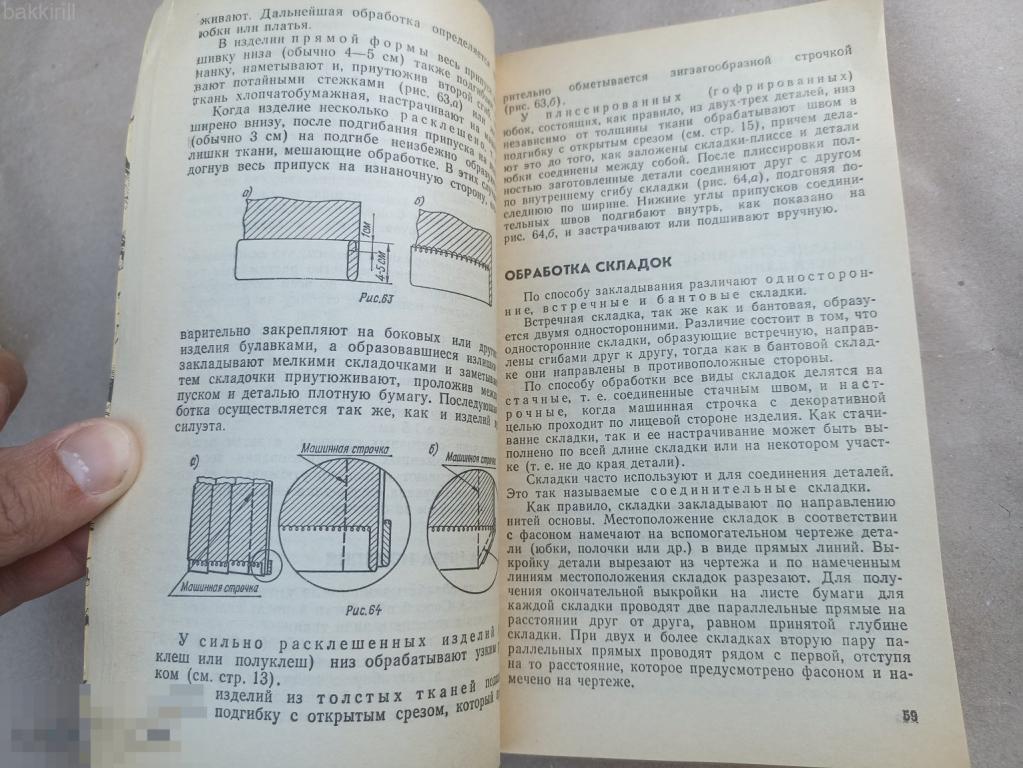 bakkirill
живают. Дальнейшая обработка определяется
юбки или платья.
В изделии прямой формы весь припуск
шивку низа (обычно 4—5 см) также подгибают
нанку, наметывают и, приутюжив второй
вают потайными стежками (рис. 63,а)
ткань хлопчатобумажная, настрачивают на
Когда изделие несколько расклешено,
ширено внизу, после подгибания припуска на
(обычно 3 см) на подгибе неизбежно
лишки ткани, мешающие обработке. В этих
догнув весь припуск на изнаночную сторону,
а)
б)
1см
4-5 см
Рис. 63
варительно закрепляют на боковых или других
изделия булавками, а образовавшиеся излишки
закладывают мелкими складочками и
тем складочки приутюживают, проложив
пуском и деталью плотную бумагу.
ботка осуществляется так же, как и изделий
силуэта.
а)
Машинная строчка
б)
Машинная строчка
Машинная строчка
Рис. 64
У сильно расклешенных изделий
клеш или полуклеш) низ обрабатывают узким
ком (см. стр. 13).
изделий из толстых тканей
подгибку с открытым срезом, который
рительно обметывается зигзагообразной строчкой
(рис. 63,б).
У плиссированных (гофрированных)
юбок, состоящих, как правило, из двух-трех деталей, низ
независимо от толщины ткани обрабатывают швом в
подгибку с открытым срезом (см. стр. 15), причем дела-
ют это до того, как заложены складки-плиссе и детали
юбки соединены между собой. После плиссировки пол-
ностью заготовленные детали соединяют друг с другом
по внутреннему сгибу складки (рис. 64,а), подгоняя по-
следнюю по ширине. Нижние углы припусков соедини-
тельных швов подгибают внутрь, как показано на
рис. 64,б, и застрачивают или подшивают вручную.
ОБРАБОТКА СКЛАДОК
По способу закладывания различают односторон-
ние, встречные и бантовые складки.
Встречная складка, так же как и бантовая, образу-
ется двумя односторонними. Различие состоит в том, что
односторонние складки, образующие встречную, направ-
лены сгибами друг к другу, тогда как в бантовой склад-
ке они направлены в противоположные стороны.
По способу обработки все виды складок делятся на
стачные, т. е. соединенные стачным швом, и наст-
рочные, когда машинная строчка с декоративной
целью проходит по лицевой стороне изделия. Как стачи-
вание складки, так и ее настрачивание может быть вы-
полнено по всей длине складки или на некотором участ-
ке (т. е. не до края детали).
Складки часто используют и для соединения деталей.
Это так называемые соединительные складки.
Как правило, складки закладывают по направлению
нитей основы. Местоположение складок в соответствии
с фасоном намечают на вспомогательном чертеже дета-
ли (юбки, полочки или др.) в виде прямых линий. Вы-
кройку детали вырезают из чертежа и по намеченным
линиям местоположения складок разрезают. Для полу-
чения окончательной выкройки на листе бумаги для
каждой складки проводят две параллельные прямые на
расстоянии друг от друга, равном принятой глубине
складки. При двух и более складках вторую пару па-
раллельных прямых проводят рядом с первой, отступя
на то расстояние, которое предусмотрено фасоном и на-
мечено на чертеже.
59